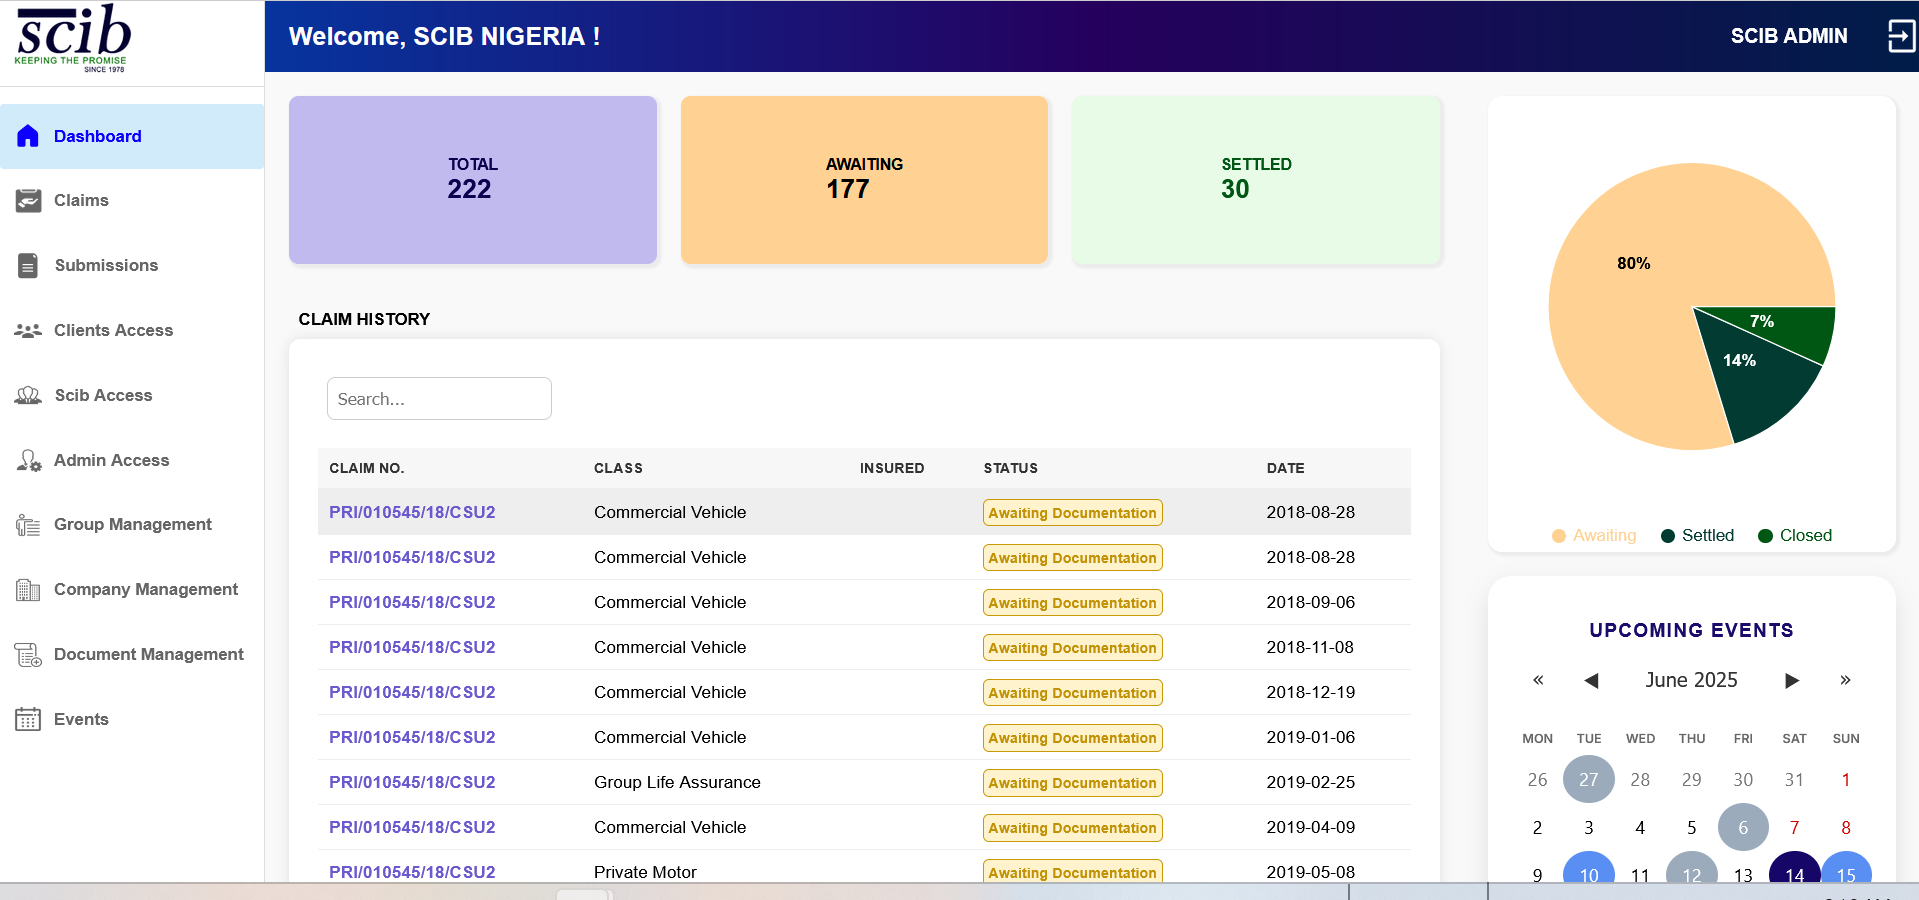 scib
KEEPING THE PROMISE
SINCE 1978
Welcome, SCIB NIGERIA !
SCIB ADMIN
Dashboard
Claims
Submissions
Clients Access
Scib Access
Admin Access
Group Management
Company Management
Document Management
Events
TOTAL
222
AWAITING
177
SETTLED
30
CLAIM HISTORY
Search...
CLAIM NO. CLASS INSURED STATUS DATE
PRI/010545/18/CSU2 Commercial Vehicle Awaiting Documentation 2018-08-28
PRI/010545/18/CSU2 Commercial Vehicle Awaiting Documentation 2018-08-28
PRI/010545/18/CSU2 Commercial Vehicle Awaiting Documentation 2018-09-06
PRI/010545/18/CSU2 Commercial Vehicle Awaiting Documentation 2018-11-08
PRI/010545/18/CSU2 Commercial Vehicle Awaiting Documentation 2018-12-19
PRI/010545/18/CSU2 Commercial Vehicle Awaiting Documentation 2019-01-06
PRI/010545/18/CSU2 Group Life Assurance Awaiting Documentation 2019-02-25
PRI/010545/18/CSU2 Commercial Vehicle Awaiting Documentation 2019-04-09
PRI/010545/18/CSU2 Private Motor Awaiting Documentation 2019-05-08
80%
7%
14%
Awaiting Settled Closed
UPCOMING EVENTS
« ◀ June 2025 ▶ »
MON TUE WED THU FRI SAT SUN
26 27 28 29 30 31 1
2 3 4 5 6 7 8
9 10 11 12 13 14 15